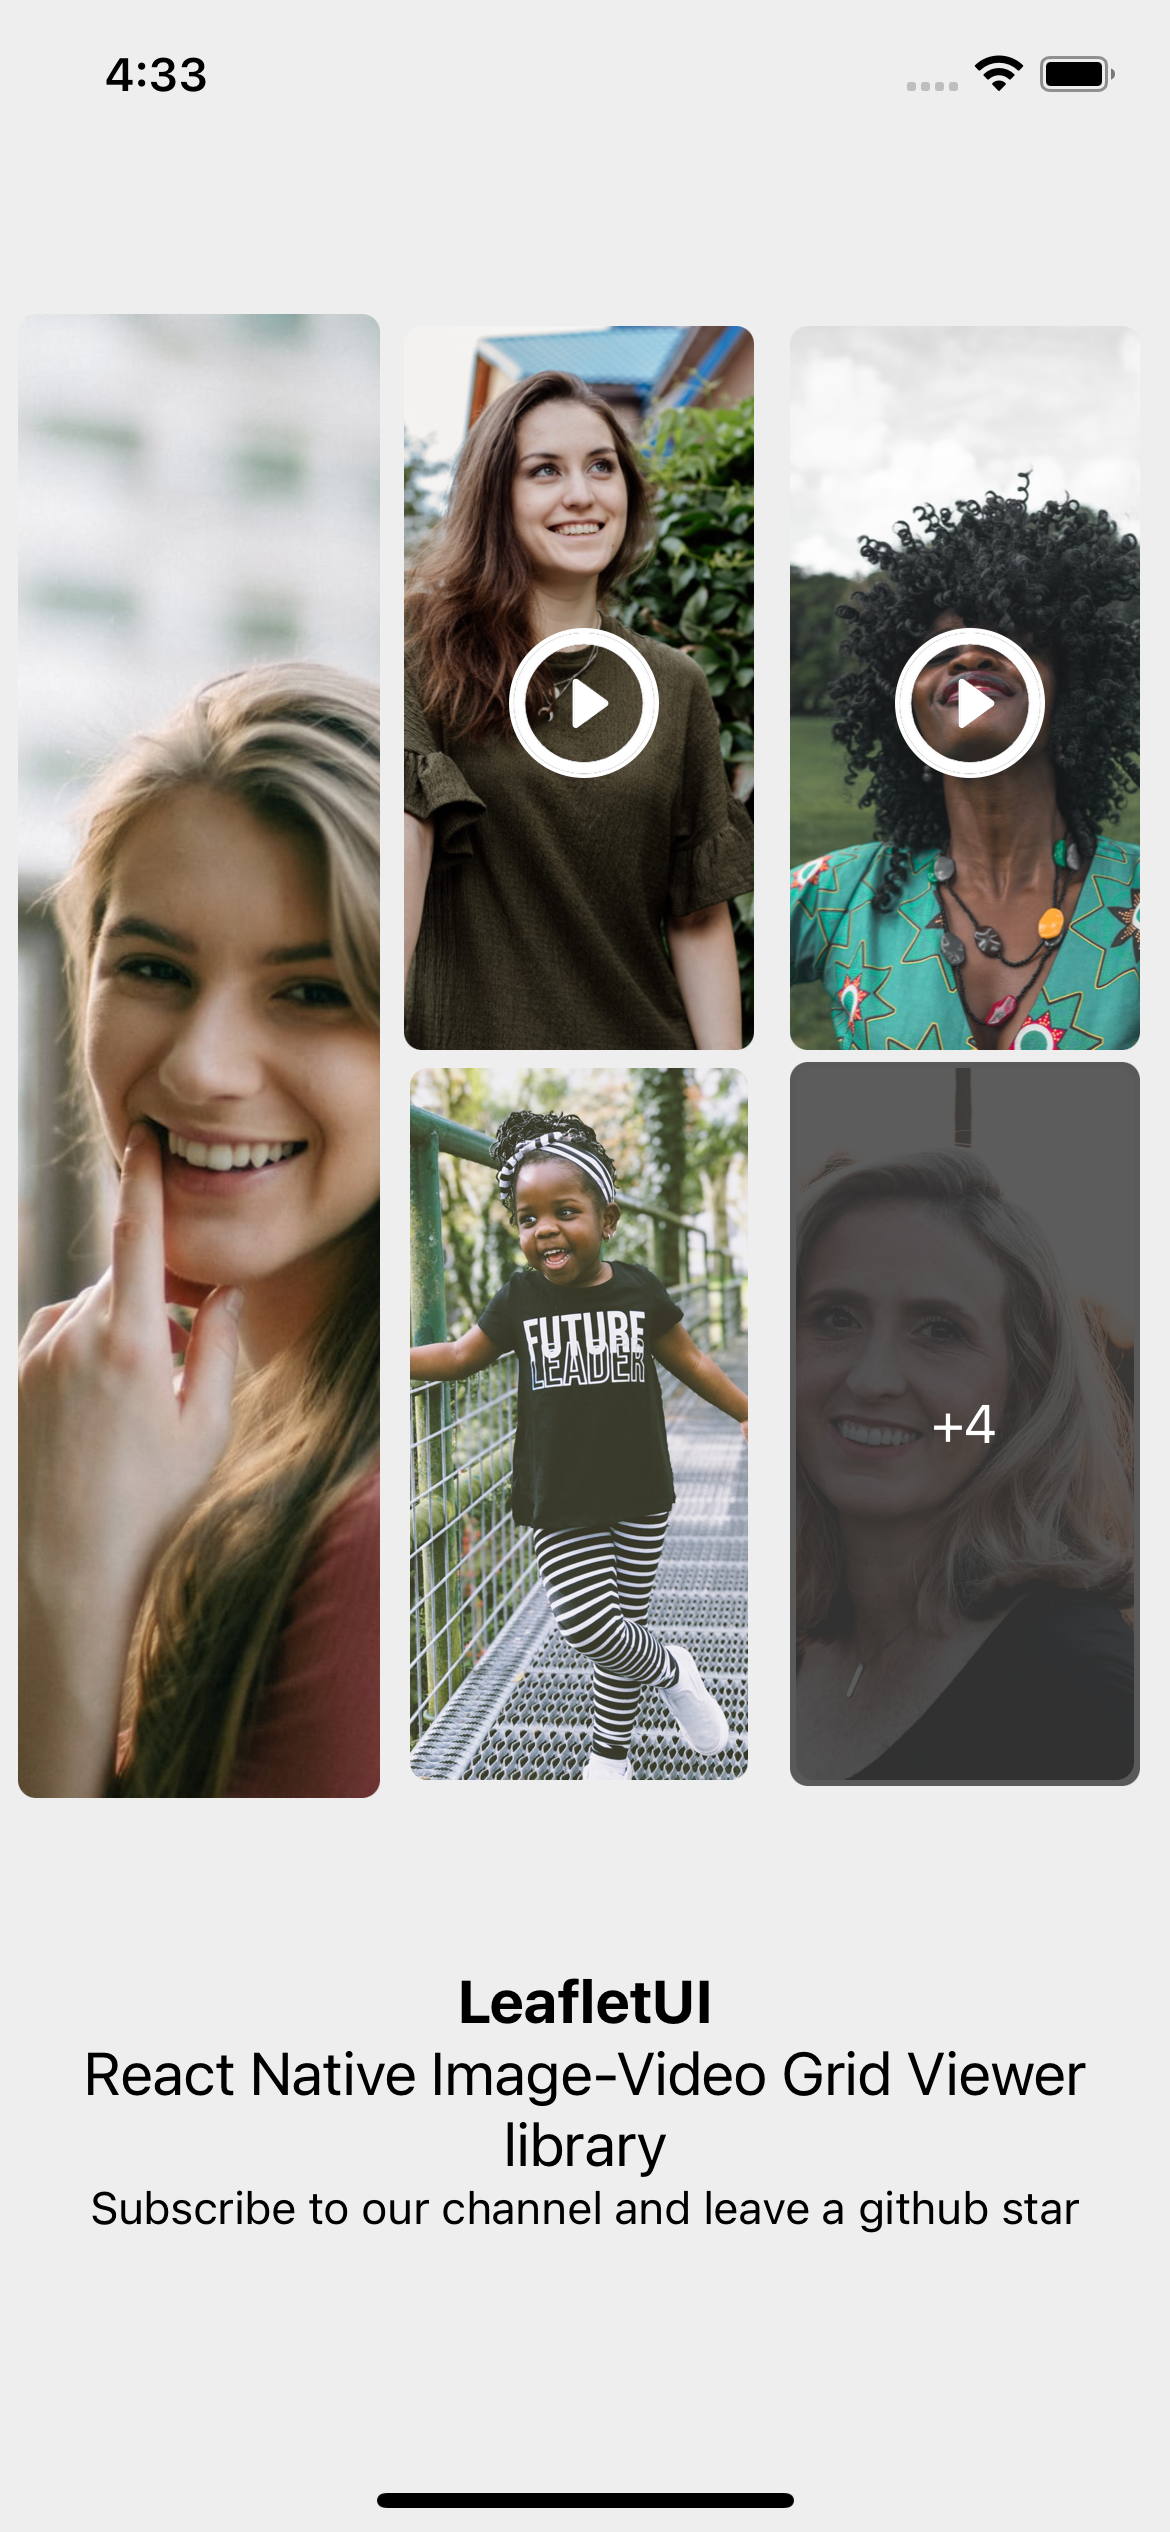 4:33
FUTURE
LEADER
+4
LeafletUI
React Native Image-Video Grid Viewer
library
Subscribe to our channel and leave a github star